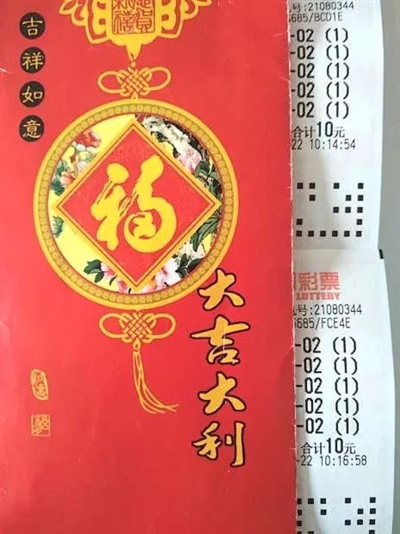 吉祥如意
福
大吉大利
号:21080344
6685/BCD1E
-02 (1)
-02 (1)
-02 (1)
-02 (1)
-02 (1)
合计10元
22 10:14:54
彩票
LOTTERY
号:21080344
6685/FCE4E
-02 (1)
-02 (1)
-02 (1)
-02 (1)
-02 (1)
合计10元
-22 10:16:58